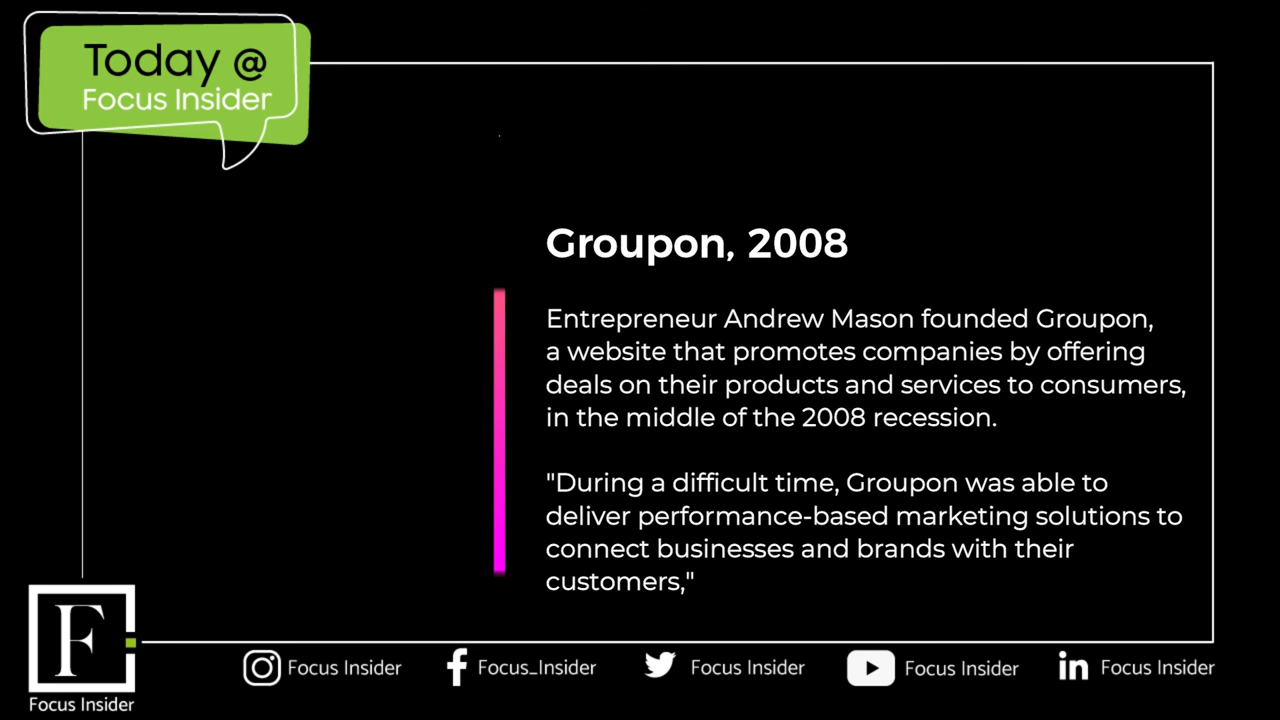 Today @
Focus Insider
Groupon, 2008
Entrepreneur Andrew Mason founded Groupon,
a website that promotes companies by offering
deals on their products and services to consumers,
in the middle of the 2008 recession.
"During a difficult time, Groupon was able to
deliver performance-based marketing solutions to
connect businesses and brands with their
customers,"
F
Focus Insider
Focus Insider
Focus_Insider
Focus Insider
Focus Insider
in Focus Insider